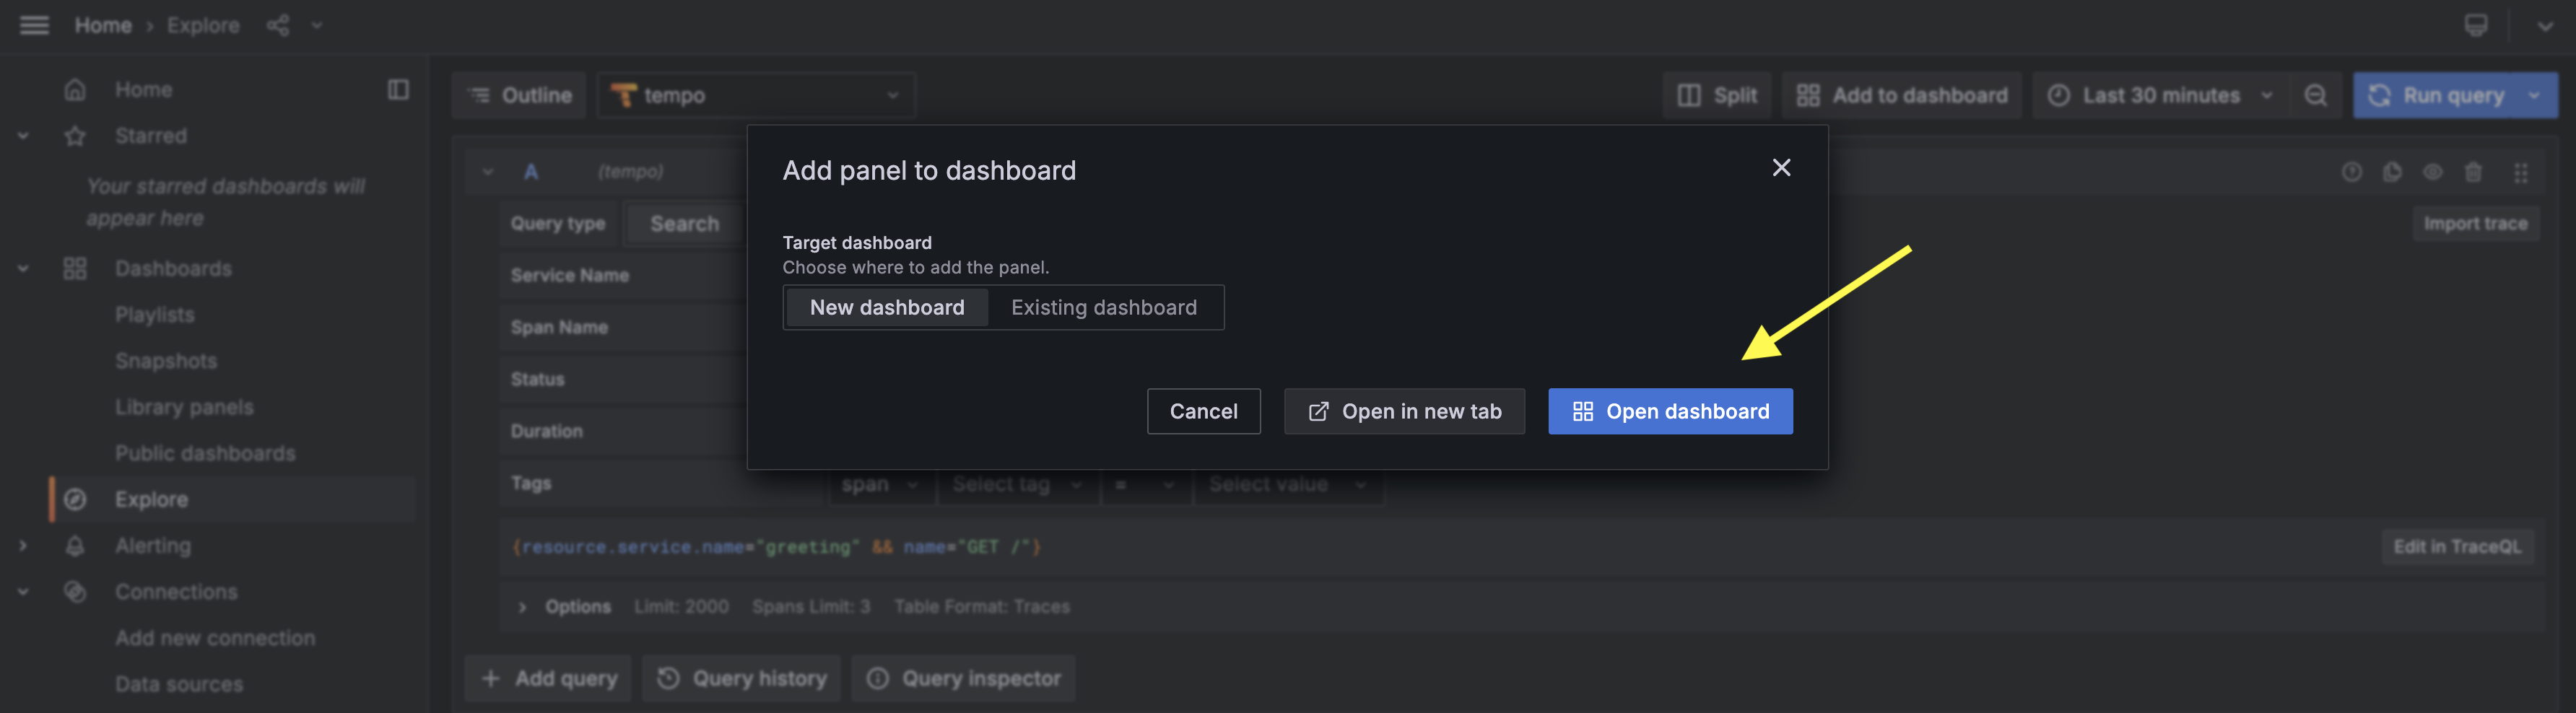 Home › Explore
Home
Starred
Your starred dashboards will
appear here
Dashboards
Playlists
Snapshots
Library panels
Public dashboards
Explore
Alerting
Connections
Add new connection
Data sources
Outline
tempo
Split
Add to dashboard
Last 30 minutes
Run query
A (tempo)
Import trace
Query type Search
Service Name
Span Name
Status
Duration
Tags span Select tag = Select value
{resource.service.name="greeting" && name="GET /"}
Edit in TraceQL
Options Limit: 2000 Spans Limit: 3 Table Format: Traces
Add query Query history Query inspector
Add panel to dashboard
Target dashboard
Choose where to add the panel.
New dashboard Existing dashboard
Cancel Open in new tab Open dashboard